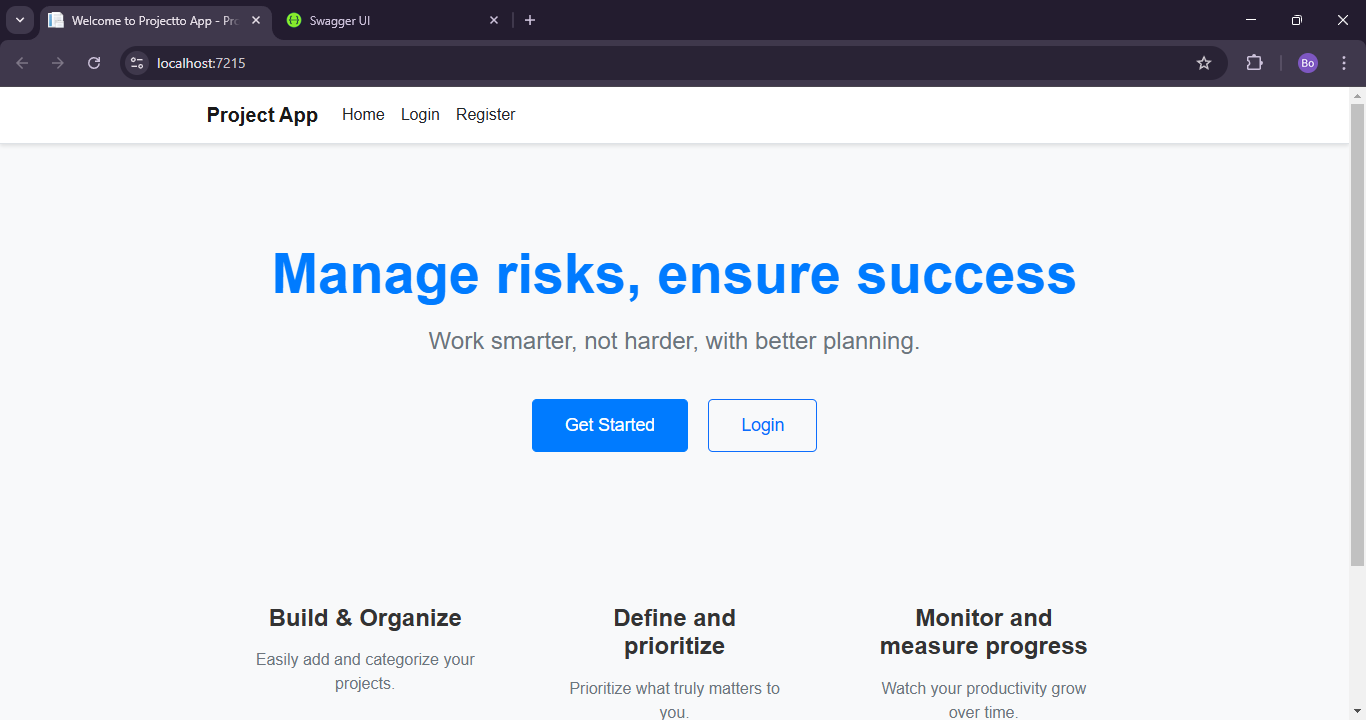 Welcome to Projectto App - Pr
Swagger UI
localhost:7215
Bo
Project App Home Login Register
Manage risks, ensure success
Work smarter, not harder, with better planning.
Get Started Login
Build & Organize
Easily add and categorize your
projects.
Define and
prioritize
Prioritize what truly matters to
you.
Monitor and
measure progress
Watch your productivity grow
over time.